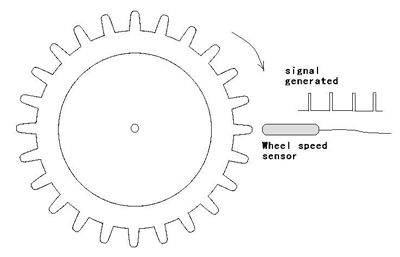 signal
generated
Wheel speed
sensor